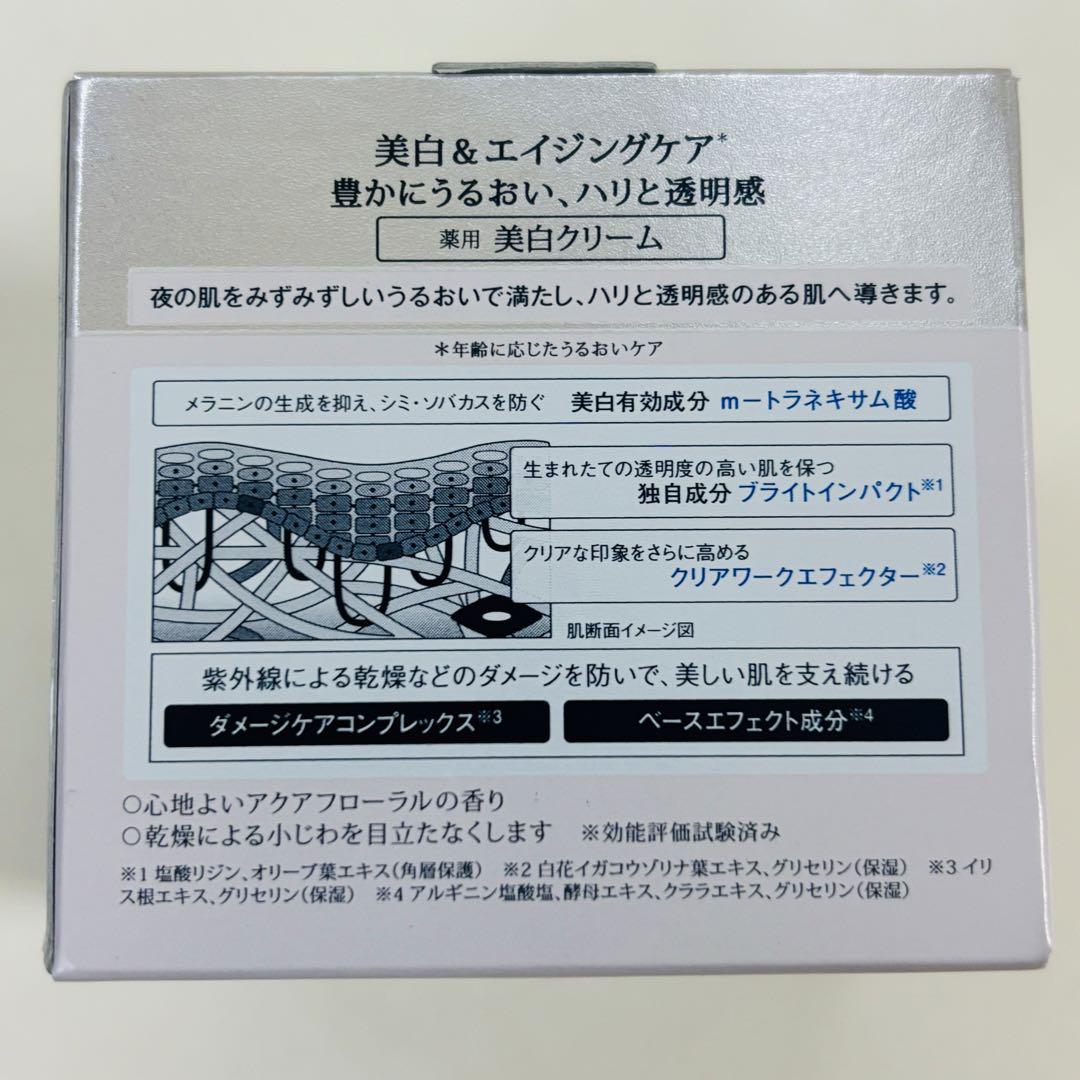 美白&エイジングケア*
豊かにうるおい、ハリと透明感
薬用 美白クリーム
夜の肌をみずみずしいうるおいで満たし、ハリと透明感のある肌へ導きます。
*年齢に応じたうるおいケア
メラニンの生成を抑え、シミ・ソバカスを防ぐ 美白有効成分 m－トラネキサム酸
生まれたての透明度の高い肌を保つ
独自成分 ブライトインパクト※1
クリアな印象をさらに高める
クリアワークエフェクター※2
肌断面イメージ図
紫外線による乾燥などのダメージを防いで、美しい肌を支え続ける
ダメージケアコンプレックス※3 ベースエフェクト成分※4
○心地よいアクアフローラルの香り
○乾燥による小じわを目立たなくします ※効能評価試験済み
※1 塩酸リジン、オリーブ葉エキス(角層保護) ※2 白花イガコウゾリナ葉エキス、グリセリン(保湿) ※3 イリ
ス根エキス、グリセリン(保湿) ※4 アルギニン塩酸塩、酵母エキス、クララエキス、グリセリン(保湿)